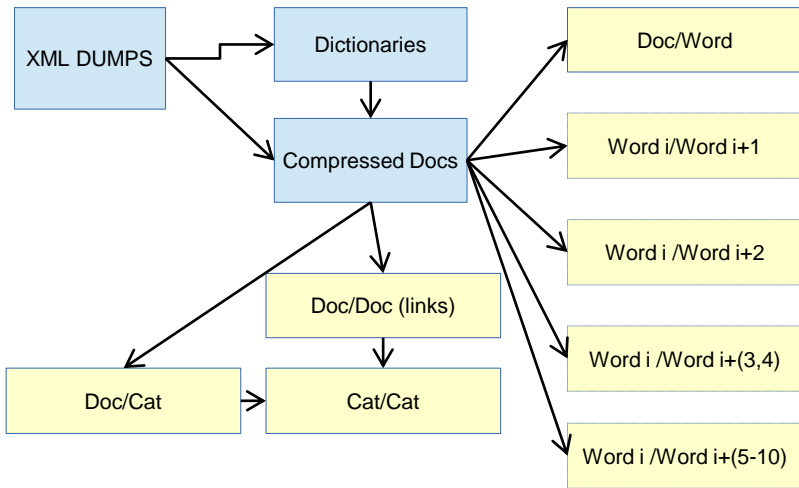 XML DUMPS
Dictionaries
Doc/Word
Word i/Word i+1
Compressed Docs
Word i /Word i+2
Doc/Doc (links)
Word i /Word i+(3,4)
Doc/Cat
Cat/Cat
Word i /Word i+(5-10)